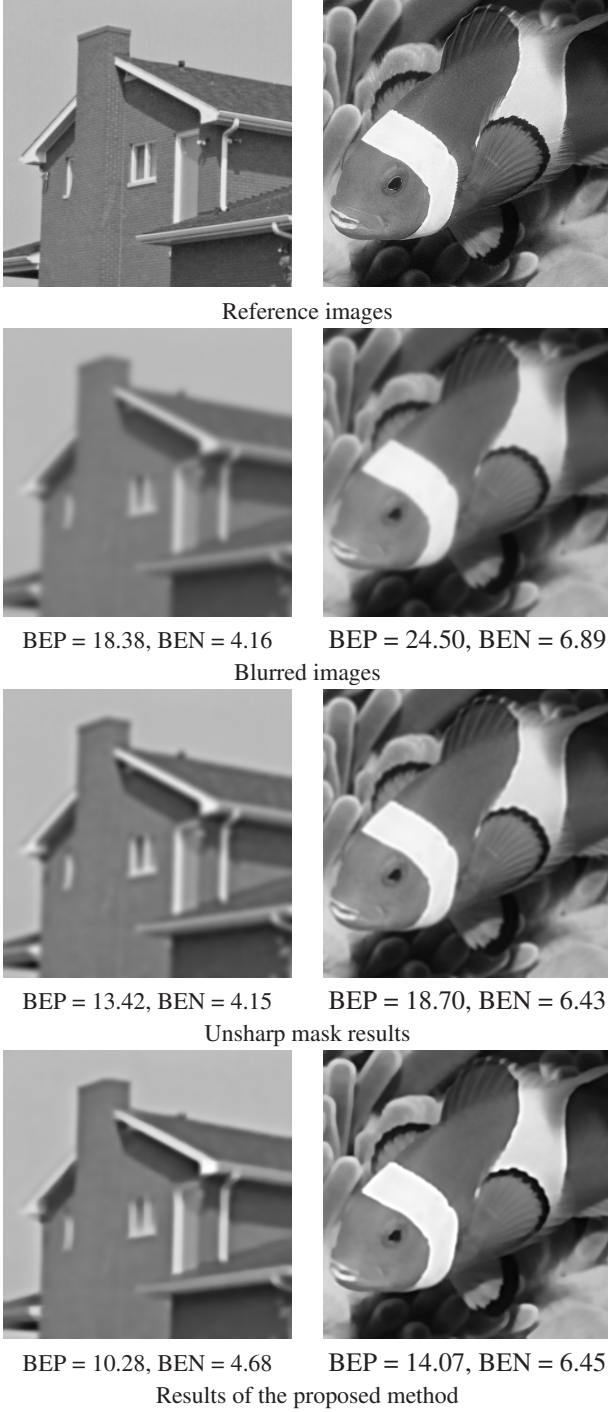 Reference images
BEP = 18.38, BEN = 4.16
BEP = 24.50, BEN = 6.89
Blurred images
BEP = 13.42, BEN = 4.15
BEP = 18.70, BEN = 6.43
Unsharp mask results
BEP = 10.28, BEN = 4.68
BEP = 14.07, BEN = 6.45
Results of the proposed method